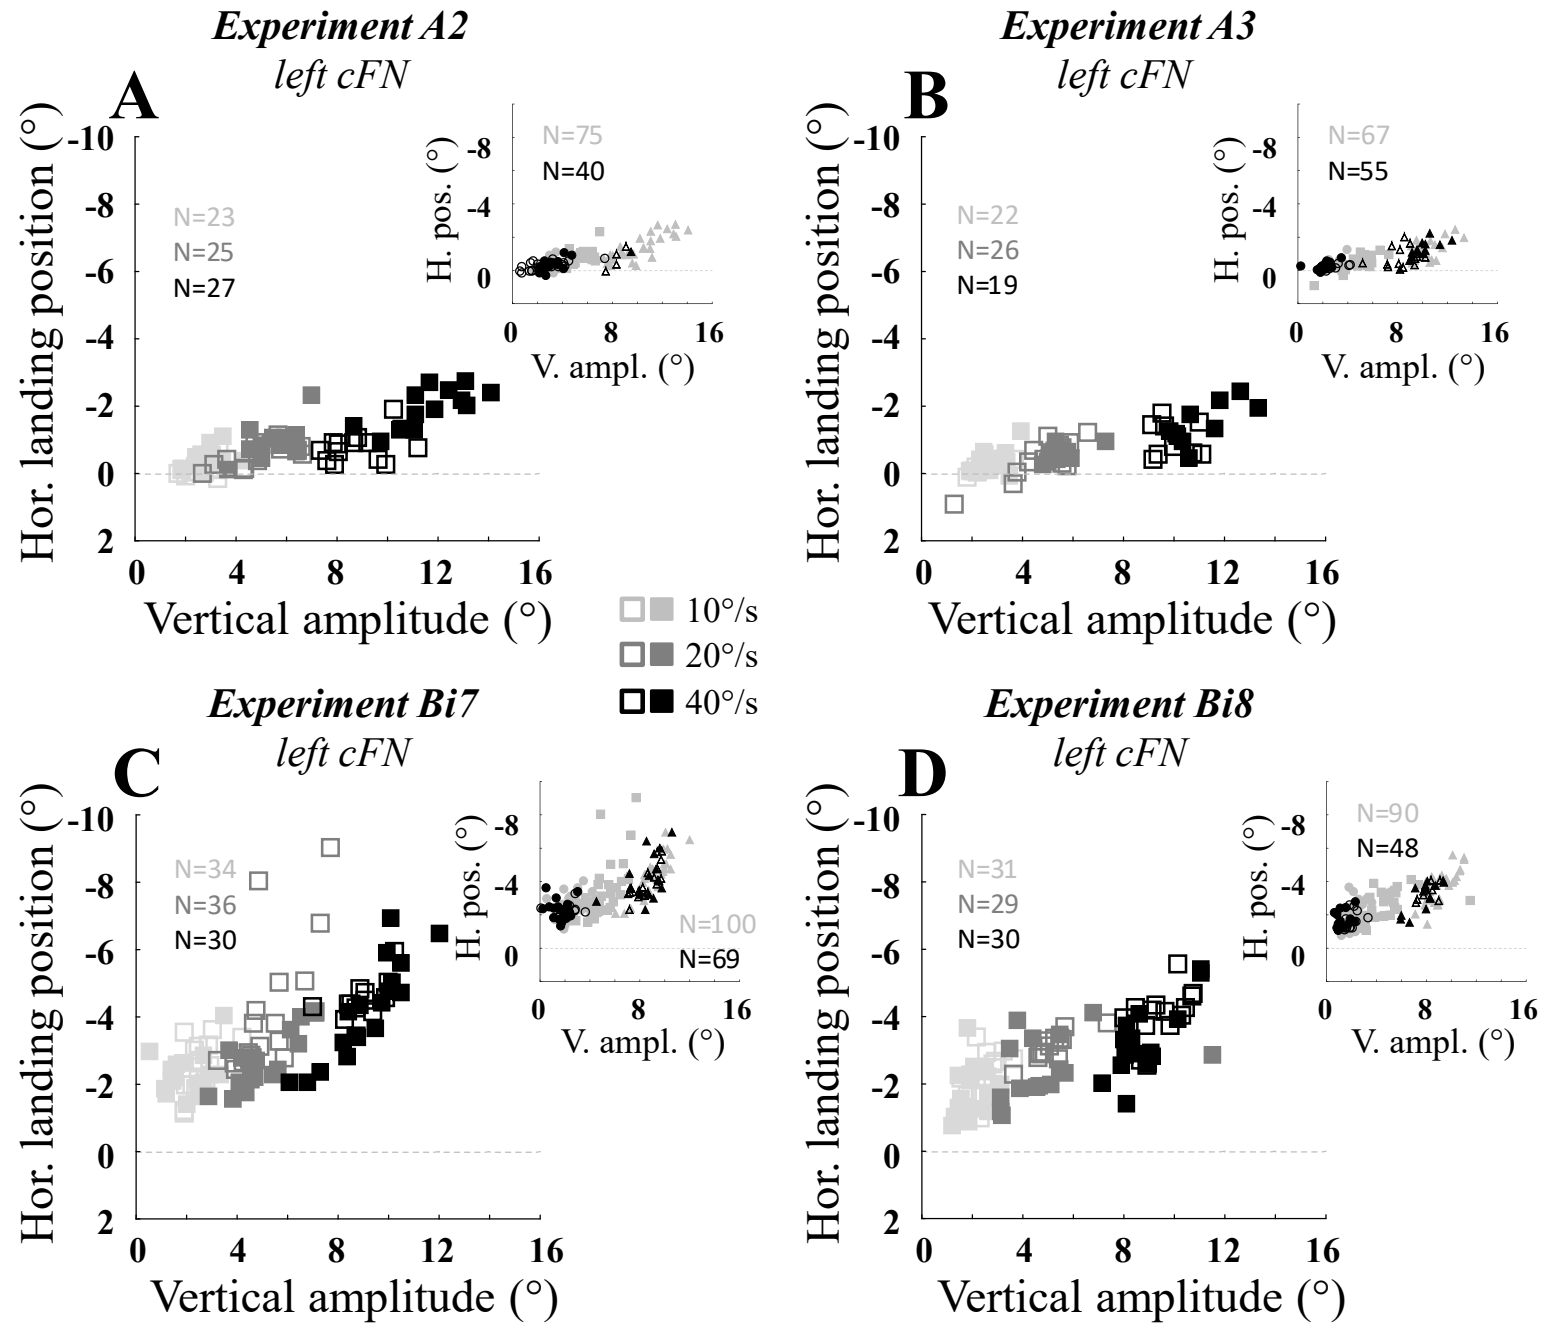 Experiment A2
left cFN
A
Hor. landing position (°)
-10
-8
-6
-4
-2
0
2
N=23
N=25
N=27
0
4
8
12
16
Vertical amplitude (°)
H. pos. (°)
-8
-4
0
N=75
N=40
0
8
16
V. ampl. (°)
Experiment A3
left cFN
B
Hor. landing position (°)
-10
-8
-6
-4
-2
0
2
N=22
N=26
N=19
0
4
8
12
16
Vertical amplitude (°)
H. pos. (°)
-8
-4
0
N=67
N=55
0
8
16
V. ampl. (°)
10°/s
20°/s
40°/s
Experiment Bi7
left cFN
C
Hor. landing position (°)
-10
-8
-6
-4
-2
0
2
N=34
N=36
N=30
0
4
8
12
16
Vertical amplitude (°)
H. pos. (°)
-8
-4
0
N=100
N=69
0
8
16
V. ampl. (°)
Experiment Bi8
left cFN
D
Hor. landing position (°)
-10
-8
-6
-4
-2
0
2
N=31
N=29
N=30
0
4
8
12
16
Vertical amplitude (°)
H. pos. (°)
-8
-4
0
N=90
N=48
0
8
16
V. ampl. (°)